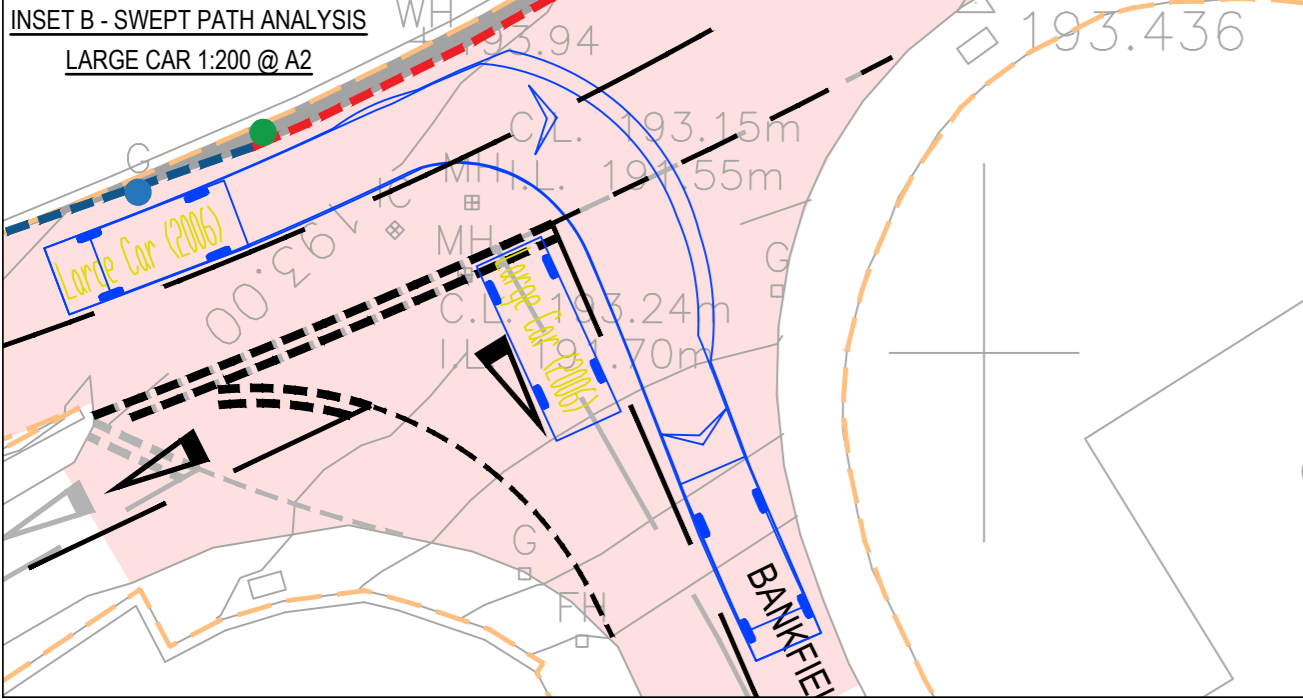 INSET B - SWEPT PATH ANALYSIS
LARGE CAR 1:200 @ A2
WH
193.94
193.436
G
C.L. 193.15m
MH I.L. 191.55m
IC
Large Car (2006)
193.00
MH
G
Large Car (2006)
C.L. 193.24m
I.L. 191.70m
G
FH